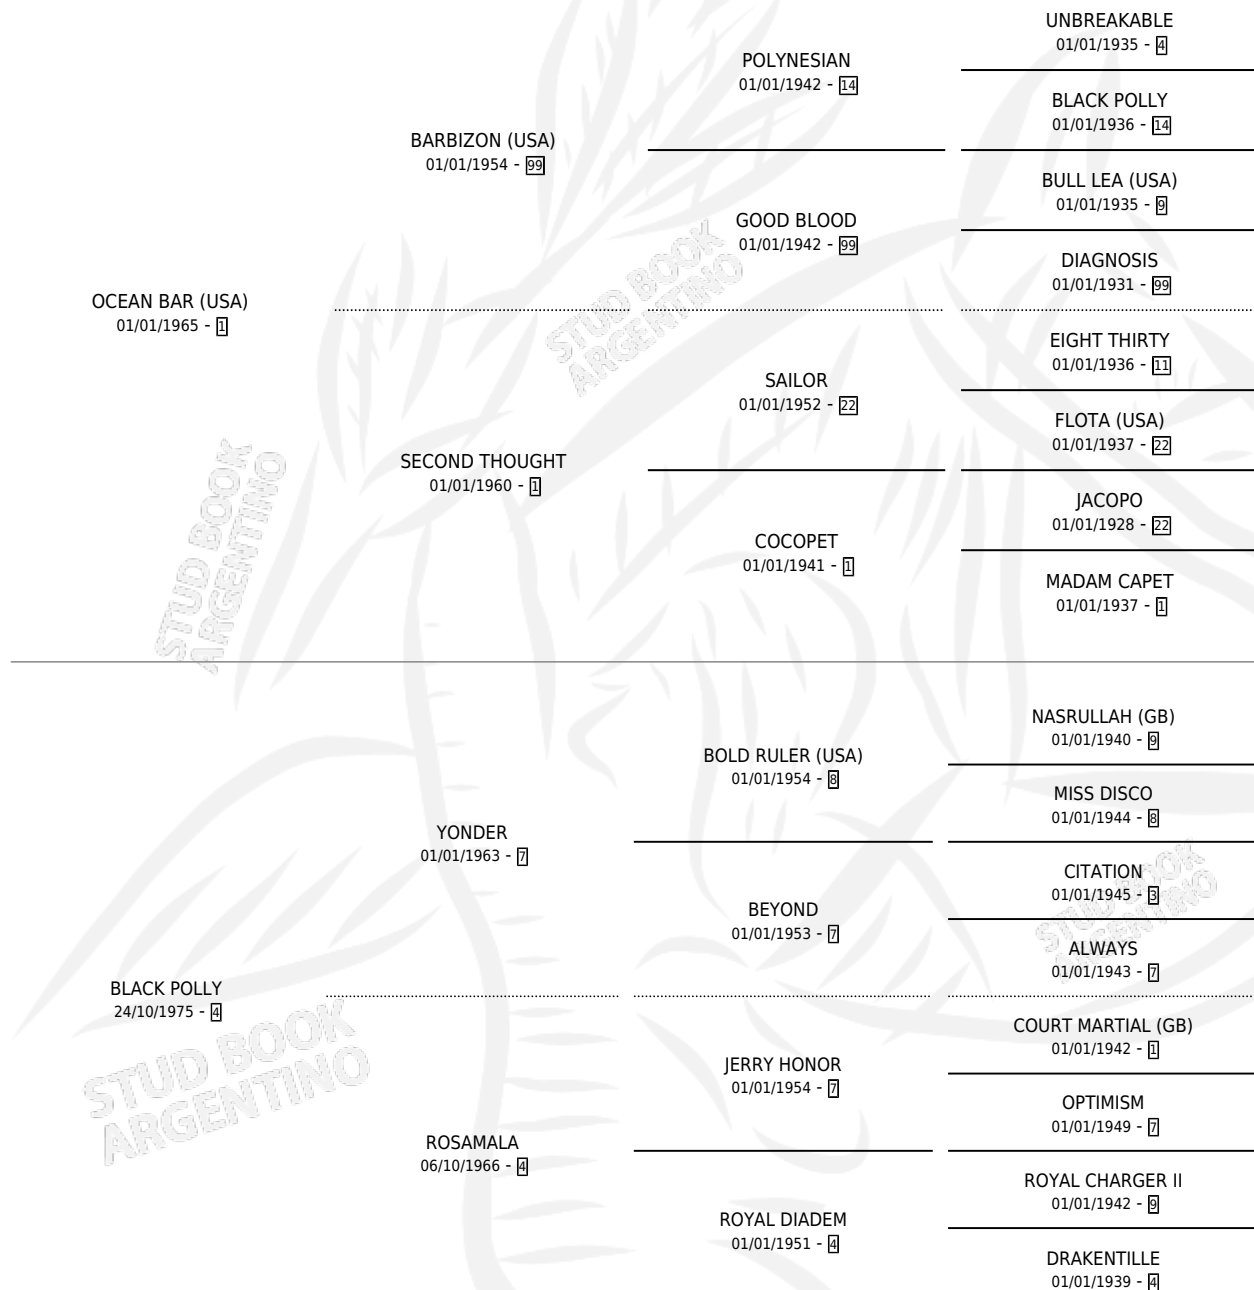 UNBREAKABLE
01/01/1935 - 4
POLYNESIAN
01/01/1942 - 14
BLACK POLLY
01/01/1936 - 14
BARBIZON (USA)
01/01/1954 - 99
BULL LEA (USA)
01/01/1935 - 9
GOOD BLOOD
01/01/1942 - 99
DIAGNOSIS
01/01/1931 - 99
OCEAN BAR (USA)
01/01/1965 - 1
STUD BOOK
ARGENTINO
EIGHT THIRTY
01/01/1936 - 11
SAILOR
01/01/1952 - 22
FLOTA (USA)
01/01/1937 - 22
SECOND THOUGHT
01/01/1960 - 1
JACOPO
01/01/1928 - 22
COCOPET
01/01/1941 - 1
MADAM CAPET
01/01/1937 - 1
STUD BOOK
ARGENTINO
NASRULLAH (GB)
01/01/1940 - 9
BOLD RULER (USA)
01/01/1954 - 8
MISS DISCO
01/01/1944 - 8
YONDER
01/01/1963 - 7
CITATION
01/01/1945 - 3
BEYOND
01/01/1953 - 7
STUD BOOK
ARGENTINO
ALWAYS
01/01/1943 - 7
BLACK POLLY
24/10/1975 - 4
STUD BOOK
ARGENTINO
COURT MARTIAL (GB)
01/01/1942 - 1
JERRY HONOR
01/01/1954 - 7
OPTIMISM
01/01/1949 - 7
ROSAMALA
06/10/1966 - 4
ROYAL CHARGER II
01/01/1942 - 9
ROYAL DIADEM
01/01/1951 - 4
DRAKENTILLE
01/01/1939 - 4